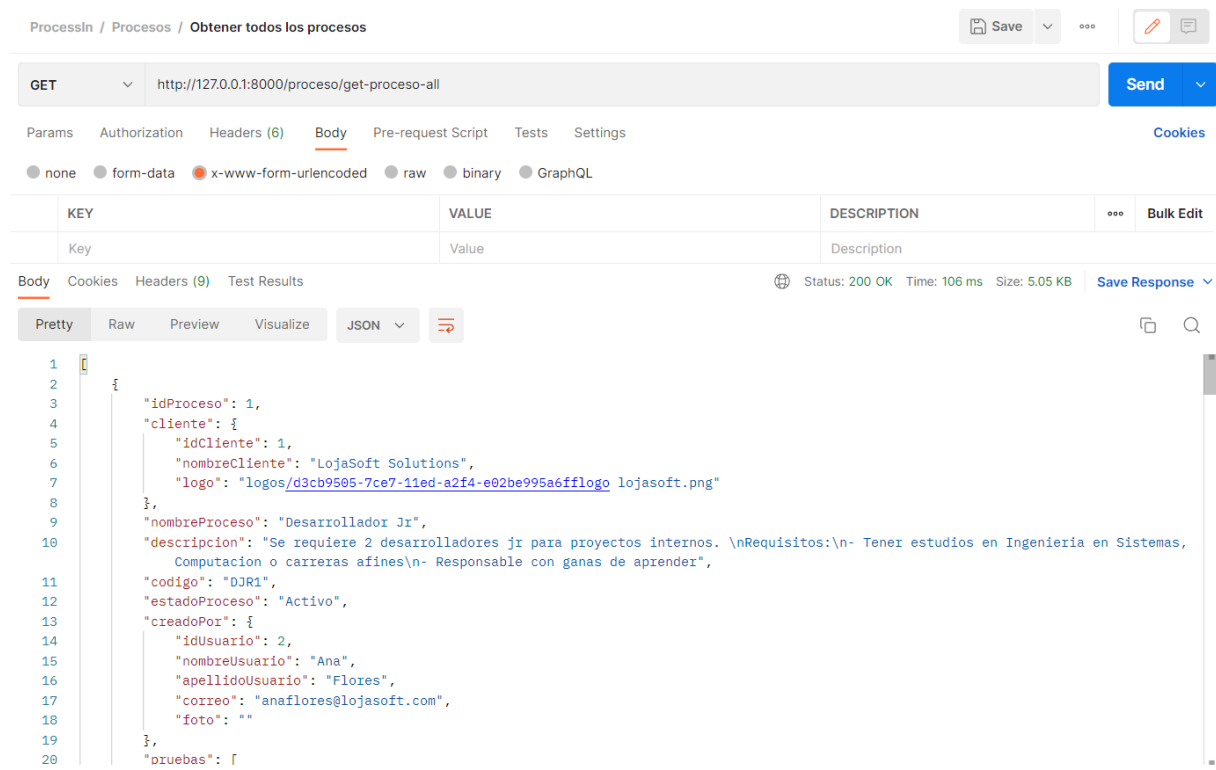 ProcessIn / Procesos / Obtener todos los procesos
Save
GET
http://127.0.0.1:8000/proceso/get-proceso-all
Send
Params Authorization Headers (6) Body Pre-request Script Tests Settings Cookies
none form-data x-www-form-urlencoded raw binary GraphQL
KEY VALUE DESCRIPTION Bulk Edit
Key Value Description
Body Cookies Headers (9) Test Results Status: 200 OK Time: 106 ms Size: 5.05 KB Save Response
Pretty Raw Preview Visualize JSON
1 [
2 {
3 "idProceso": 1,
4 "cliente": {
5 "idCliente": 1,
6 "nombreCliente": "LojaSoft Solutions",
7 "logo": "logos/d3cb9505-7ce7-11ed-a2f4-e02be995a6fflogo lojasoft.png"
8 },
9 "nombreProceso": "Desarrollador Jr",
10 "descripcion": "Se requiere 2 desarrolladores jr para proyectos internos. \nRequisitos:\n- Tener estudios en Ingenieria en Sistemas,
Computacion o carreras afines\n- Responsable con ganas de aprender",
11 "codigo": "DJR1",
12 "estadoProceso": "Activo",
13 "creadoPor": {
14 "idUsuario": 2,
15 "nombreUsuario": "Ana",
16 "apellidoUsuario": "Flores",
17 "correo": "anaflores@lojasoft.com",
18 "foto": ""
19 },
20 "pruebas": [